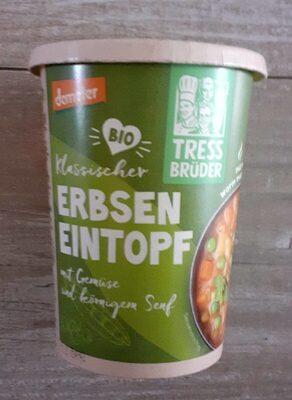 demeter
BIO
TRESS
BRÜDER
Klassischer
ERBSEN
EINTOPF
mit Gemüse
und körnigem Senf